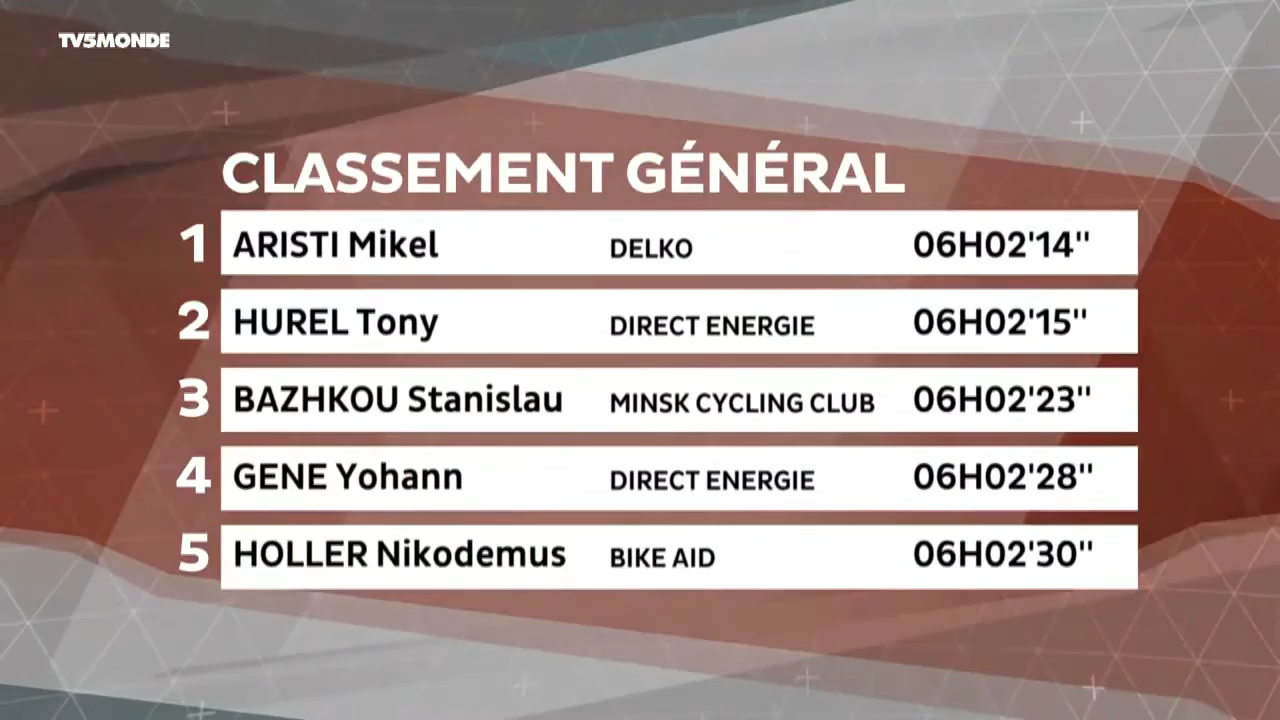 TV5MONDE
CLASSEMENT GÉNÉRAL
1 ARISTI Mikel DELKO 06H02'14"
2 HUREL Tony DIRECT ENERGIE 06H02'15"
3 BAZHKOU Stanislau MINSK CYCLING CLUB 06H02'23"
4 GENE Yohann DIRECT ENERGIE 06H02'28"
5 HOLLER Nikodemus BIKE AID 06H02'30"